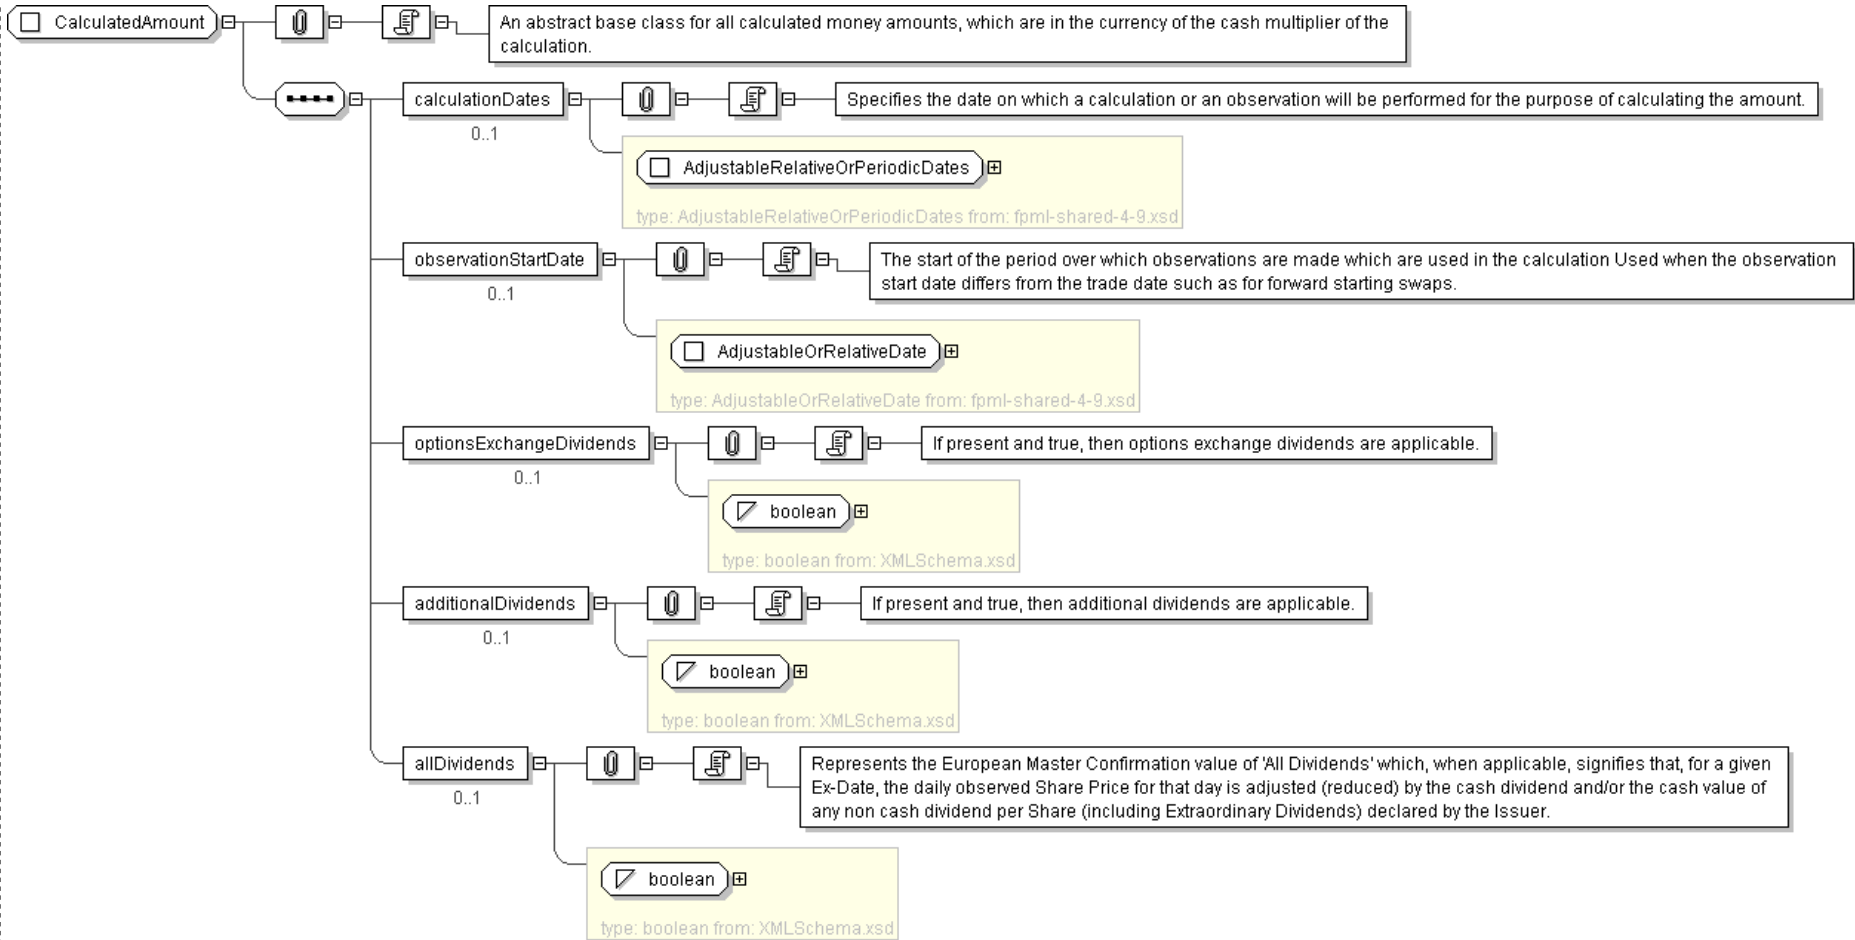 CalculatedAmount
An abstract base class for all calculated money amounts, which are in the currency of the cash multiplier of the
calculation.
calculationDates
Specifies the date on which a calculation or an observation will be performed for the purpose of calculating the amount.
0..1
AdjustableRelativeOrPeriodicDates
type: AdjustableRelativeOrPeriodicDates from: fpml-shared-4-9.xsd
observationStartDate
The start of the period over which observations are made which are used in the calculation Used when the observation
start date differs from the trade date such as for forward starting swaps.
0..1
AdjustableOrRelativeDate
type: AdjustableOrRelativeDate from: fpml-shared-4-9.xsd
optionsExchangeDividends
If present and true, then options exchange dividends are applicable.
0..1
boolean
type: boolean from: XMLSchema.xsd
additionalDividends
If present and true, then additional dividends are applicable.
0..1
boolean
type: boolean from: XMLSchema.xsd
allDividends
Represents the European Master Confirmation value of 'All Dividends' which, when applicable, signifies that, for a given
Ex-Date, the daily observed Share Price for that day is adjusted (reduced) by the cash dividend and/or the cash value of
any non cash dividend per Share (including Extraordinary Dividends) declared by the Issuer.
0..1
boolean
type: boolean from: XMLSchema.xsd